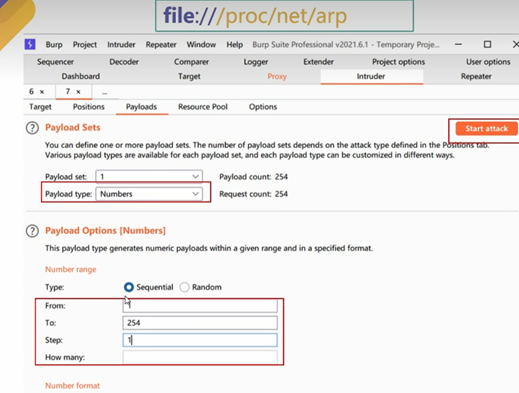 file:///proc/net/arp
Burp Project Intruder Repeater Window Help Burp Suite Professional v2021.6.1 - Temporary Proje...
Sequencer Decoder Comparer Logger Extender Project options User options
Dashboard Target Proxy Intruder Repeater
6 × 7 × ...
Target Positions Payloads Resource Pool Options
? Payload Sets
Start attack
You can define one or more payload sets. The number of payload sets depends on the attack type defined in the Positions tab.
Various payload types are available for each payload set, and each payload type can be customized in different ways.
Payload set: 1 Payload count: 254
Payload type: Numbers Request count: 254
? Payload Options [Numbers]
This payload type generates numeric payloads within a given range and in a specified format.
Number range
Type: Sequential Random
From:
To: 254
Step: 1
How many:
Number format